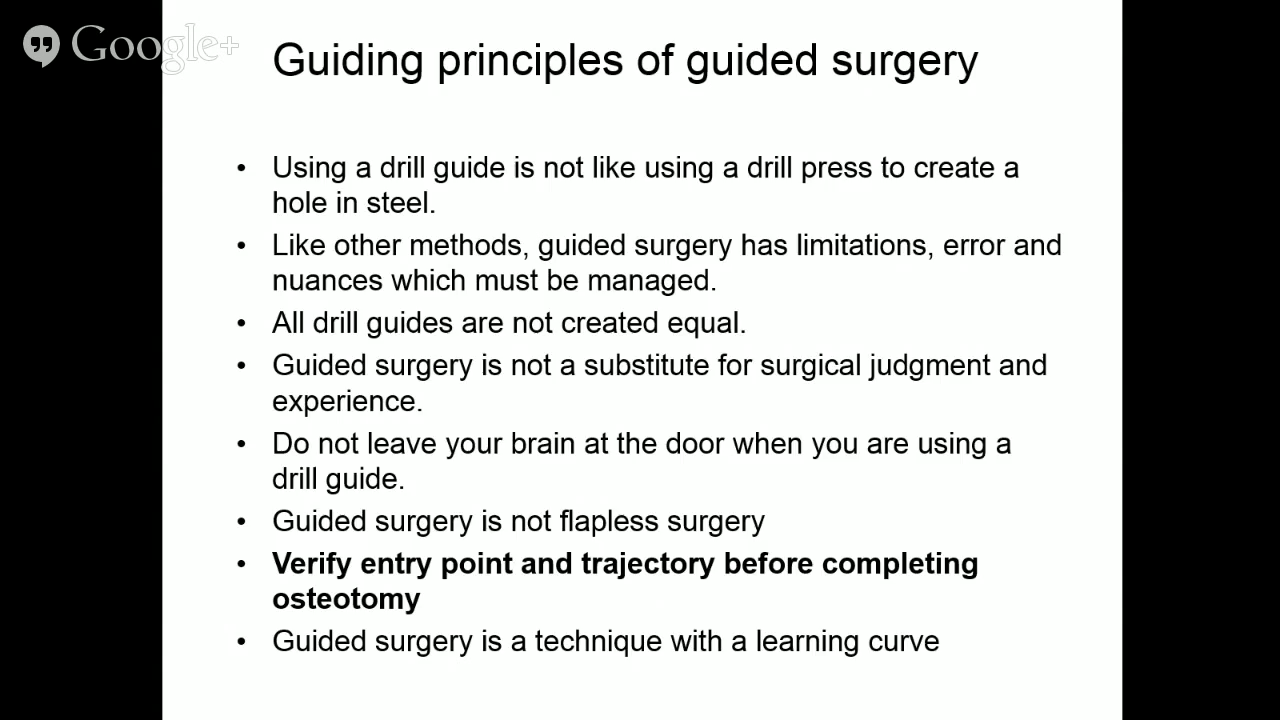 Google+
Guiding principles of guided surgery
• Using a drill guide is not like using a drill press to create a
hole in steel.
• Like other methods, guided surgery has limitations, error and
nuances which must be managed.
• All drill guides are not created equal.
• Guided surgery is not a substitute for surgical judgment and
experience.
• Do not leave your brain at the door when you are using a
drill guide.
• Guided surgery is not flapless surgery
• Verify entry point and trajectory before completing
osteotomy
• Guided surgery is a technique with a learning curve